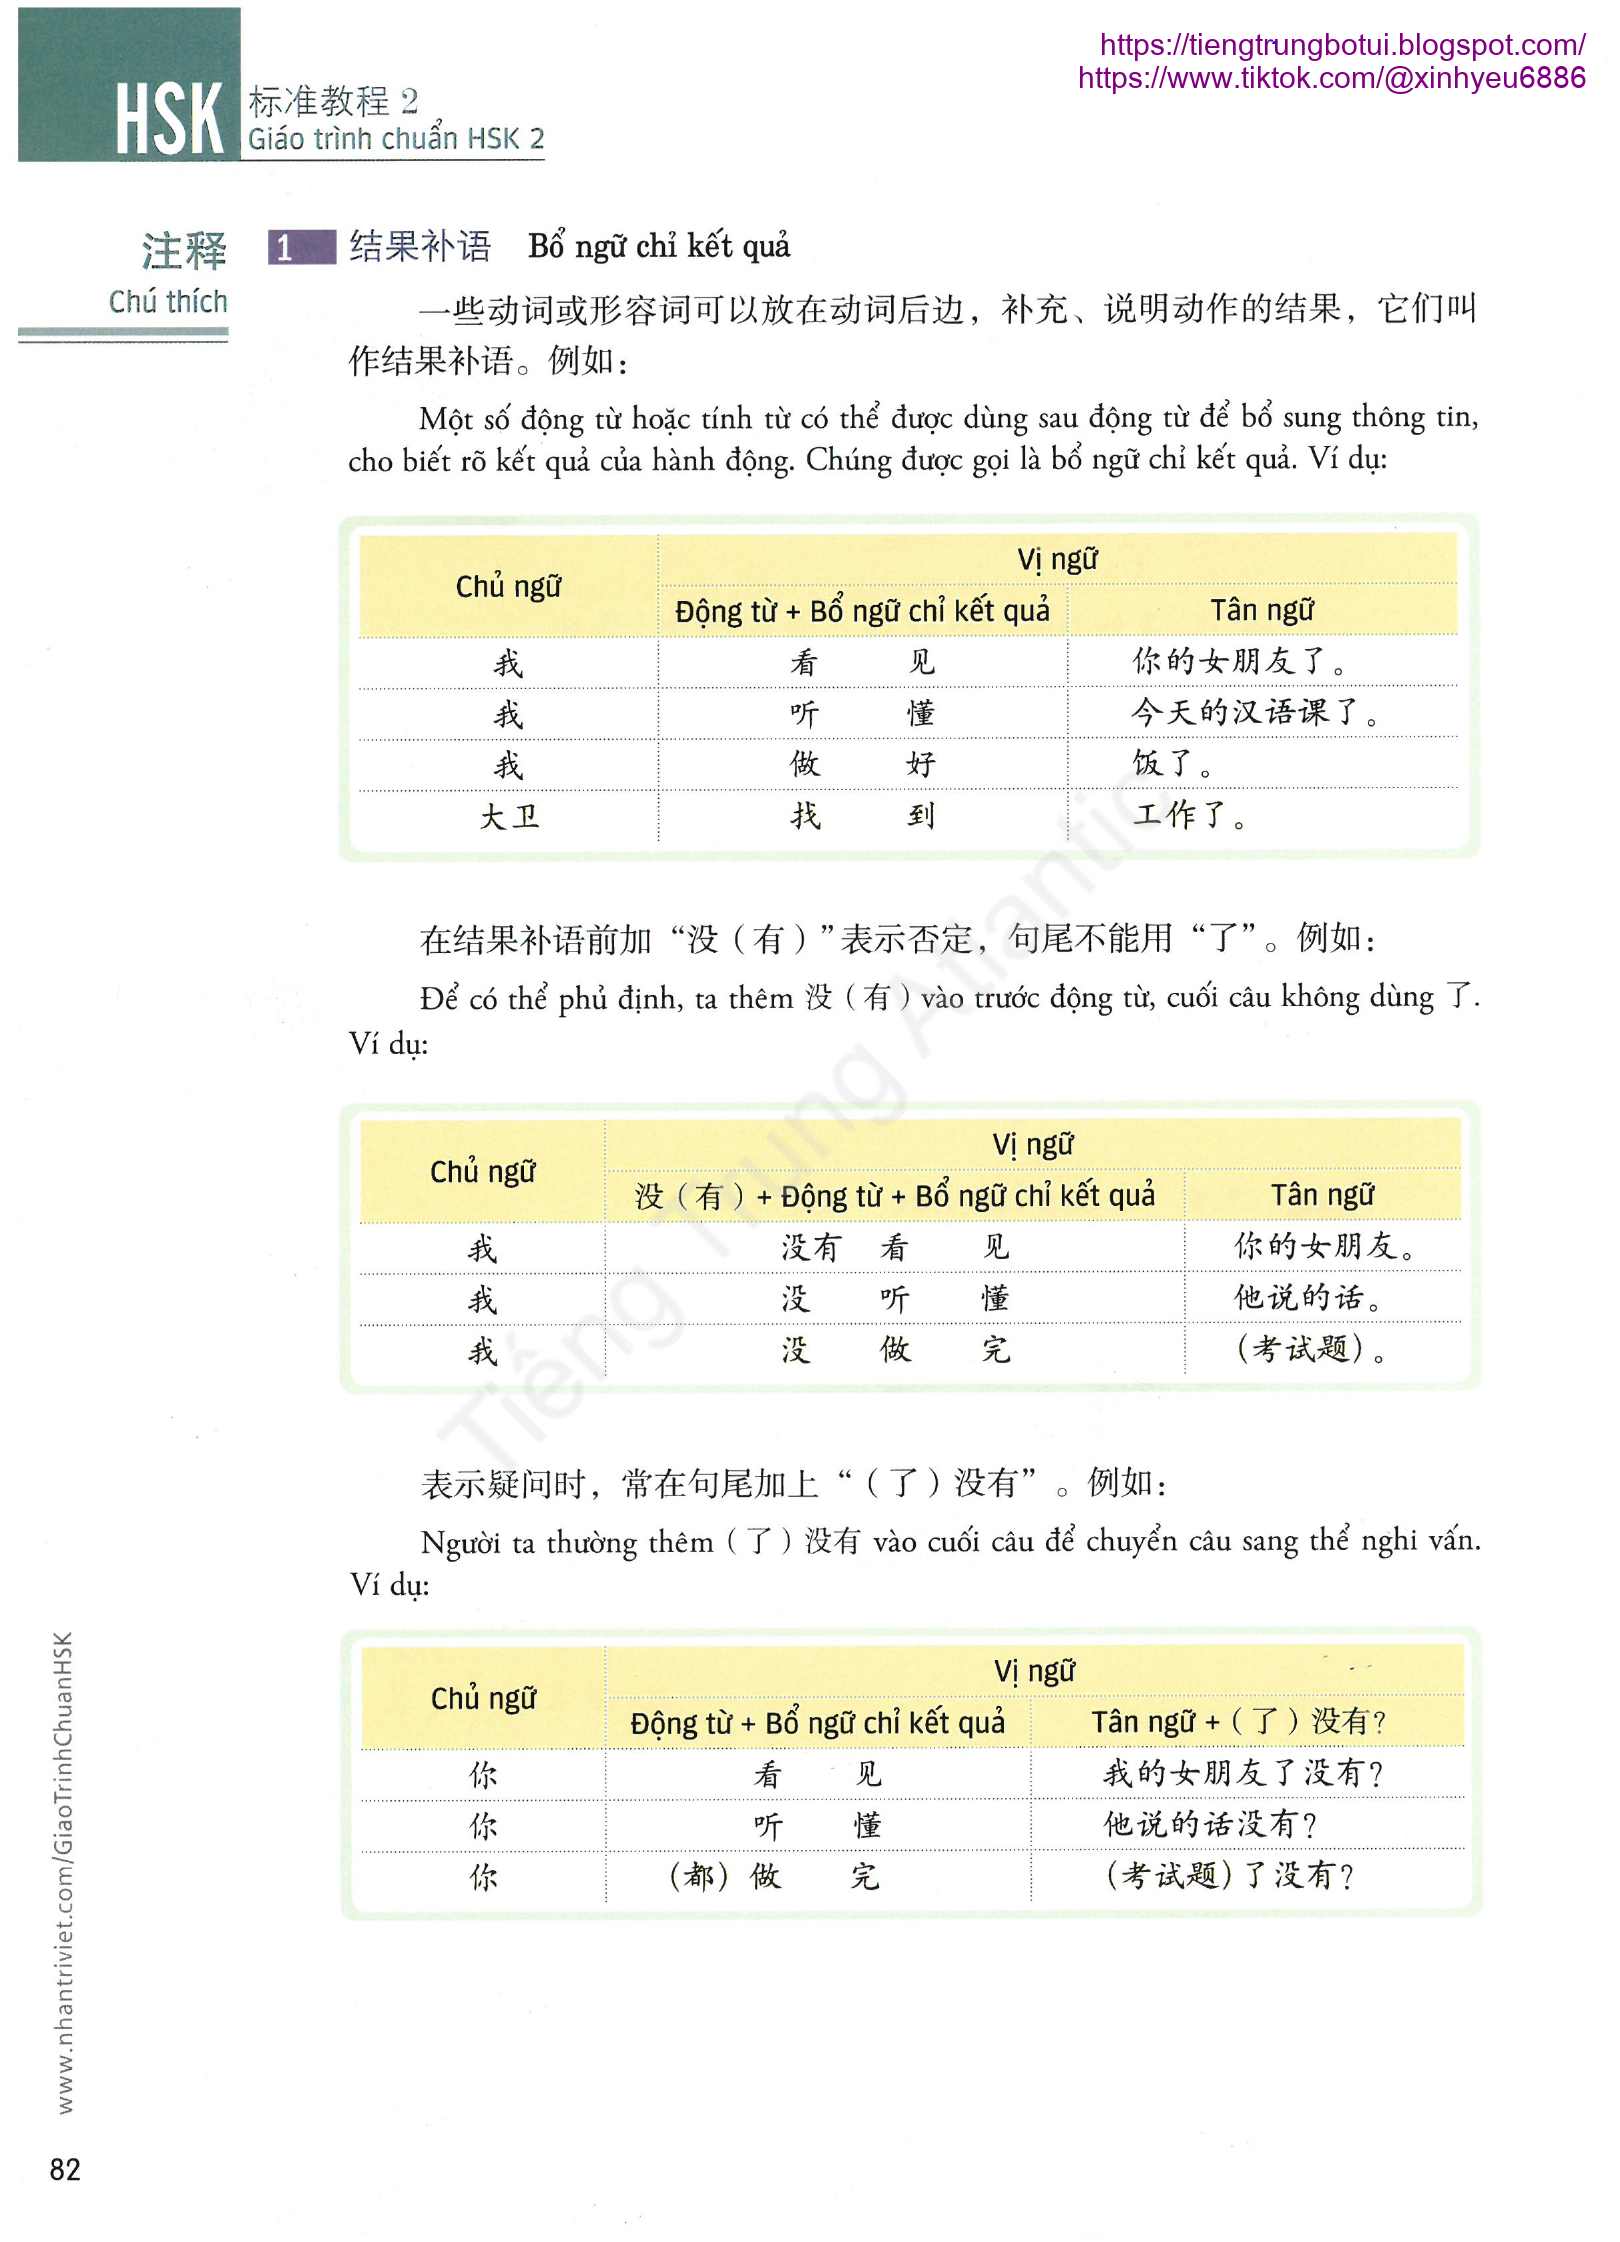 https://tiengtrungbotui.blogspot.com/
https://www.tiktok.com/@xinhyeu6886
HSK 标准教程 2
Giáo trình chuẩn HSK 2
注释
Chú thích
1 结果补语 Bổ ngữ chỉ kết quả
一些动词或形容词可以放在动词后边，补充、说明动作的结果，它们叫
作结果补语。例如：
Một số động từ hoặc tính từ có thể được dùng sau động từ để bổ sung thông tin,
cho biết rõ kết quả của hành động. Chúng được gọi là bổ ngữ chỉ kết quả. Ví dụ:
Chủ ngữ Vị ngữ
Động từ + Bổ ngữ chỉ kết quả Tân ngữ
我 看 见 你的女朋友了。
我 听 懂 今天的汉语课了。
我 做 好 饭了。
大卫 找 到 工作了。
在结果补语前加“没（有）”表示否定，句尾不能用“了”。例如：
Để có thể phủ định, ta thêm 没（有）vào trước động từ, cuối câu không dùng 了.
Ví dụ:
Chủ ngữ Vị ngữ
没（有）+ Động từ + Bổ ngữ chỉ kết quả Tân ngữ
我 没有 看 见 你的女朋友。
我 没 听 懂 他说的话。
我 没 做 完 （考试题）。
表示疑问时，常在句尾加上“（了）没有”。例如：
Người ta thường thêm（了）没有 vào cuối câu để chuyển câu sang thể nghi vấn.
Ví dụ:
Chủ ngữ Vị ngữ
Động từ + Bổ ngữ chỉ kết quả Tân ngữ +（了）没有?
你 看 见 我的女朋友了没有?
你 听 懂 他说的话没有?
你 （都）做 完 （考试题）了没有?
Tiếng Trung Atlantic
www.nhantriviet.com/GiaoTrinhChuanHSK
82